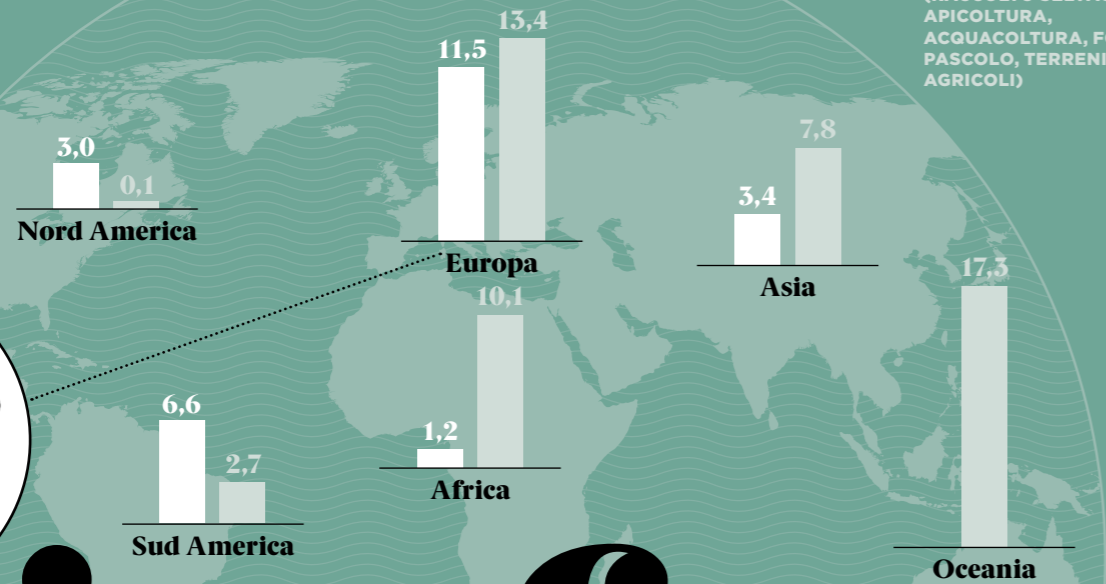 APICOLTURA,
ACQUACOLTURA,
PASCOLO, TERRENI
AGRICOLI)
3,0
0,1
Nord America
11,5
13,4
Europa
3,4
7,8
Asia
6,6
2,7
Sud America
1,2
10,1
Africa
17,3
Oceania